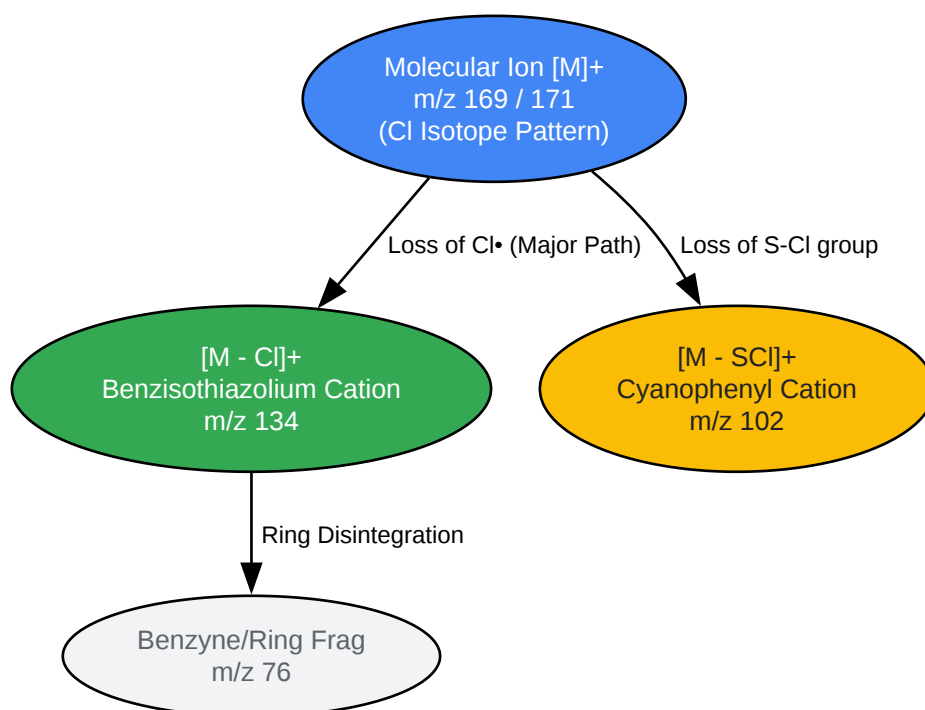 Molecular Ion [M]+
m/z 169 / 171
(Cl Isotope Pattern)
Loss of Cl• (Major Path)
Loss of S-Cl group
[M - Cl]+
Benzisothiazolium Cation
m/z 134
[M - SCl]+
Cyanophenyl Cation
m/z 102
Ring Disintegration
Benzyne/Ring Frag
m/z 76